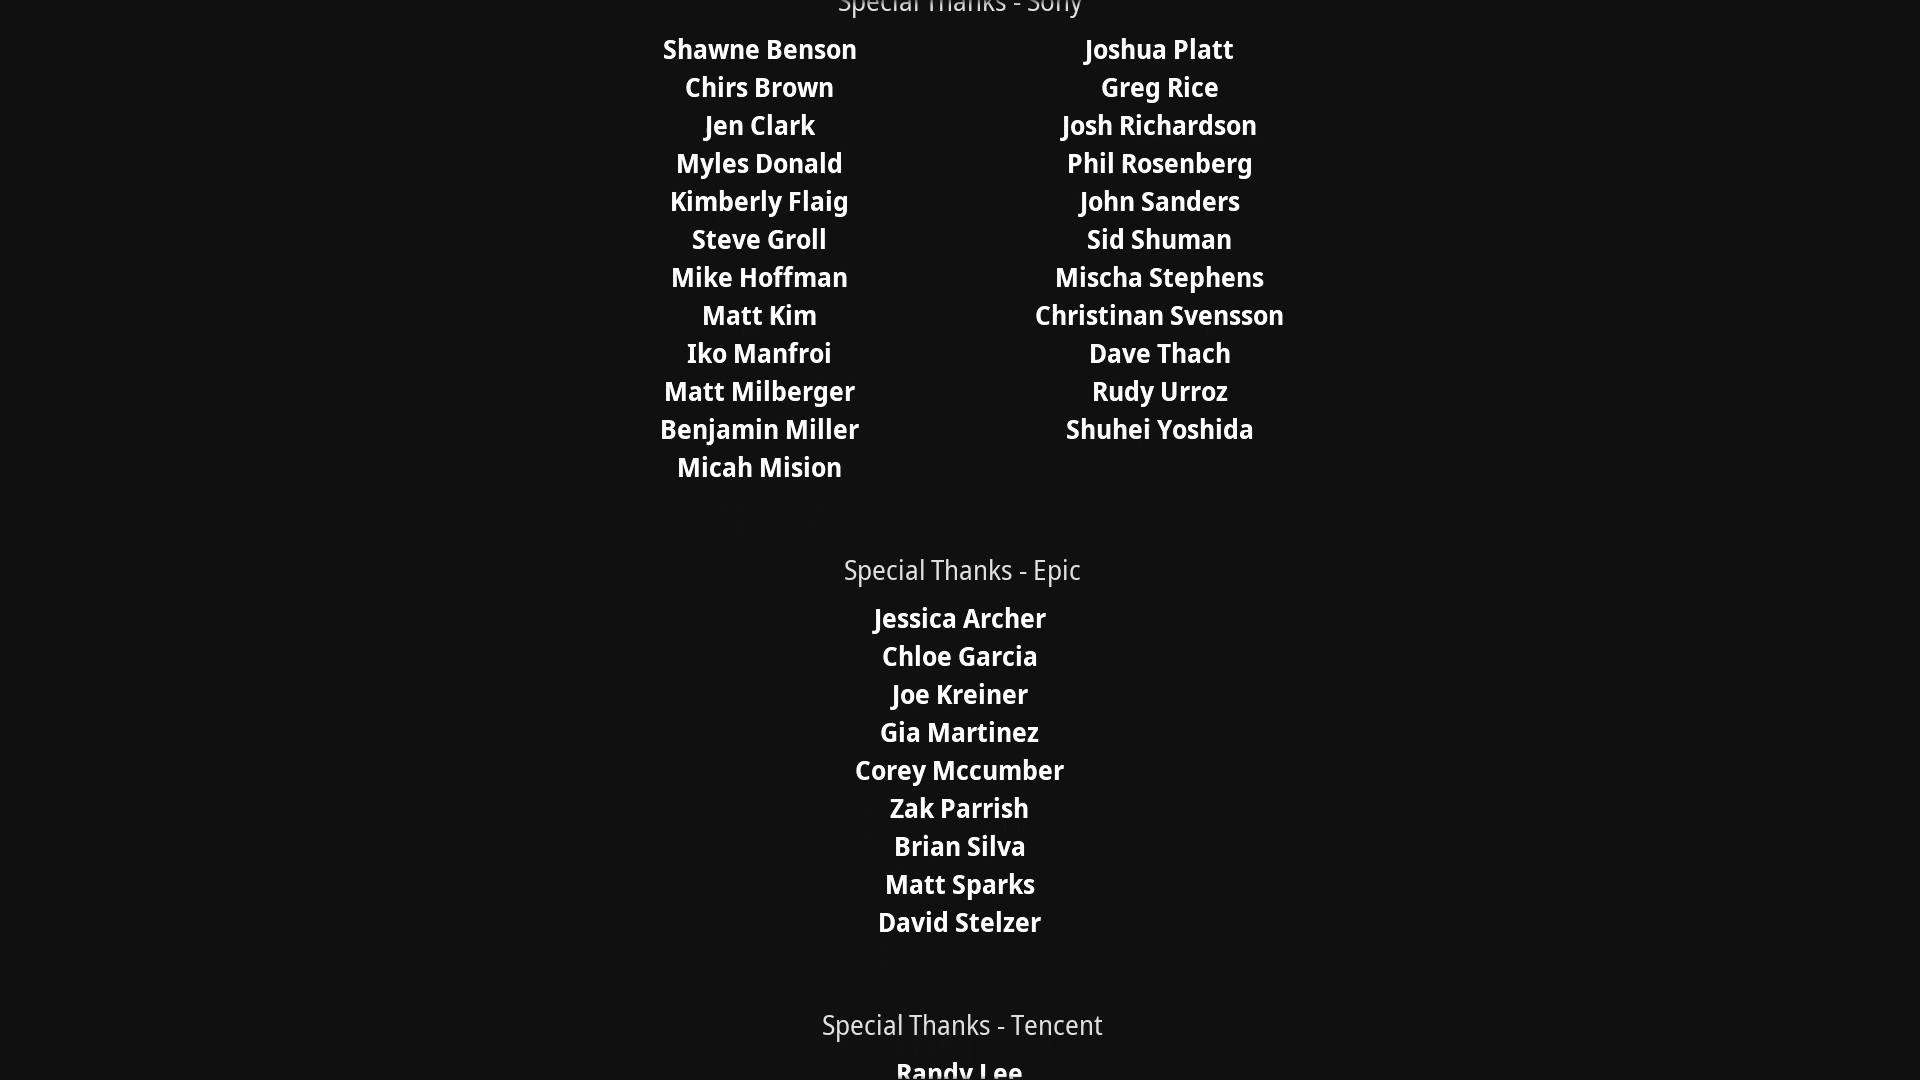 Special Thanks - Sony
Shawne Benson
Chirs Brown
Jen Clark
Myles Donald
Kimberly Flaig
Steve Groll
Mike Hoffman
Matt Kim
Iko Manfroi
Matt Milberger
Benjamin Miller
Micah Mision
Joshua Platt
Greg Rice
Josh Richardson
Phil Rosenberg
John Sanders
Sid Shuman
Mischa Stephens
Christinan Svensson
Dave Thach
Rudy Urroz
Shuhei Yoshida
Special Thanks - Epic
Jessica Archer
Chloe Garcia
Joe Kreiner
Gia Martinez
Corey Mccumber
Zak Parrish
Brian Silva
Matt Sparks
David Stelzer
Special Thanks - Tencent
Randy Lee